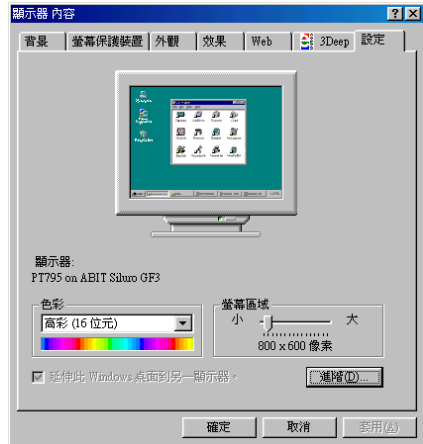 顯示器 內容
背景 螢幕保護裝置 外觀 效果 Web 3Deep 設定
顯示器:
PT795 on ABIT Siluro GF3
色彩
高彩 (16 位元)
螢幕區域
小 大
800 x 600 像素
延伸此 Windows 桌面到另一顯示器。
進階(D)...
確定 取消 套用(A)